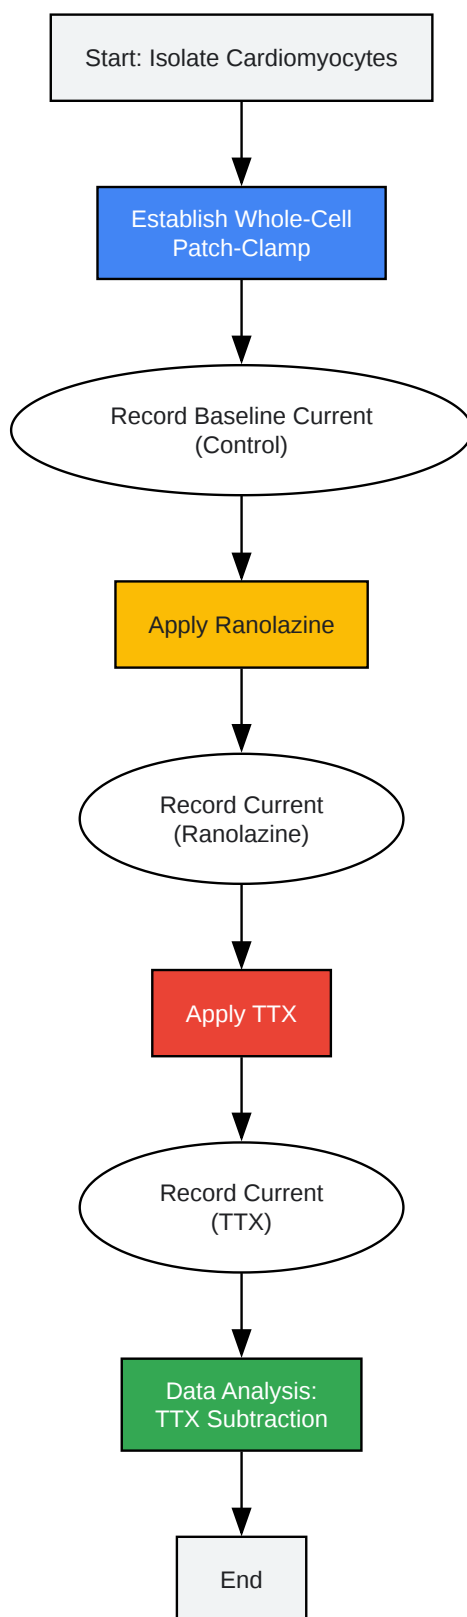 Start: Isolate Cardiomyocytes
Establish Whole-Cell
Patch-Clamp
Record Baseline Current
(Control)
Apply Ranolazine
Record Current
(Ranolazine)
Apply TTX
Record Current
(TTX)
Data Analysis:
TTX Subtraction
End